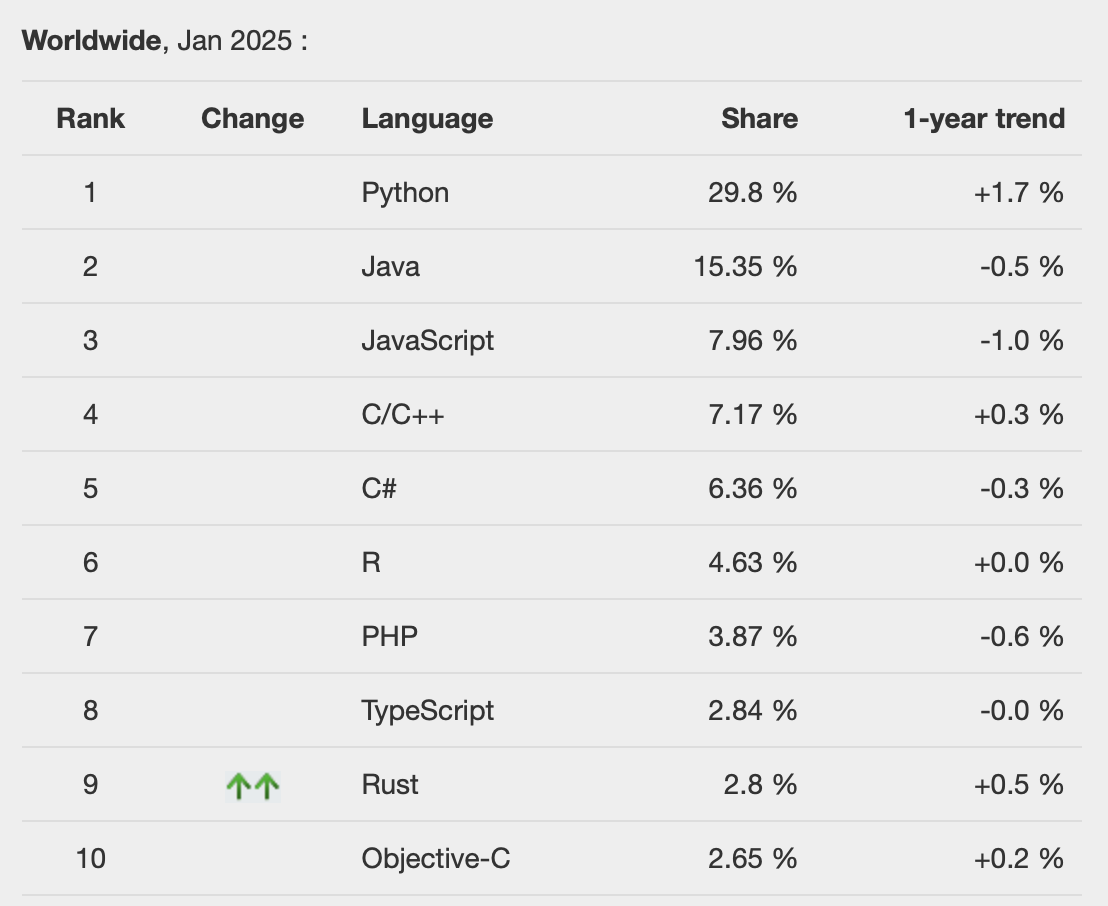 Worldwide, Jan 2025 :
Rank Change Language Share 1-year trend
1 Python 29.8 % +1.7 %
2 Java 15.35 % -0.5 %
3 JavaScript 7.96 % -1.0 %
4 C/C++ 7.17 % +0.3 %
5 C# 6.36 % -0.3 %
6 R 4.63 % +0.0 %
7 PHP 3.87 % -0.6 %
8 TypeScript 2.84 % -0.0 %
9 Rust 2.8 % +0.5 %
10 Objective-C 2.65 % +0.2 %